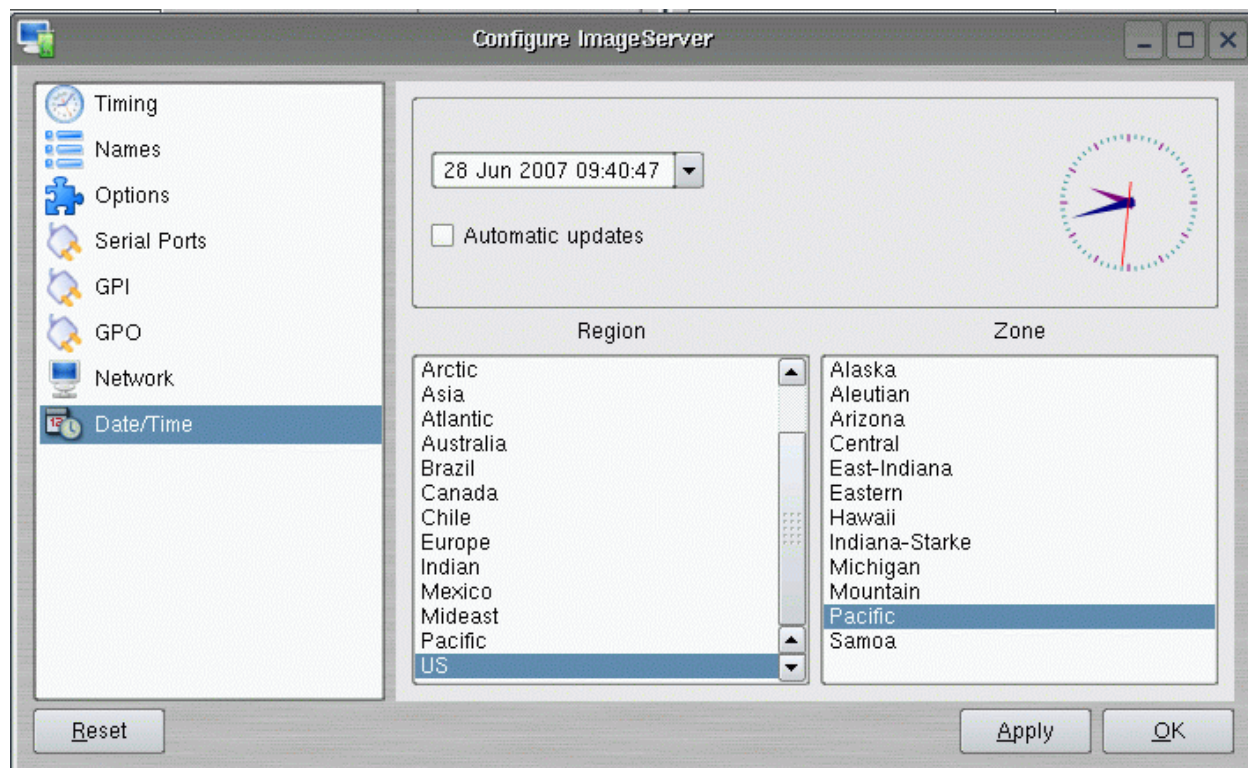 Configure ImageServer
Timing
Names
Options
Serial Ports
GPI
GPO
Network
Date/Time
28 Jun 2007 09:40:47
Automatic updates
Region
Arctic
Asia
Atlantic
Australia
Brazil
Canada
Chile
Europe
Indian
Mexico
Mideast
Pacific
US
Zone
Alaska
Aleutian
Arizona
Central
East-Indiana
Eastern
Hawaii
Indiana-Starke
Michigan
Mountain
Pacific
Samoa
Reset
Apply
OK